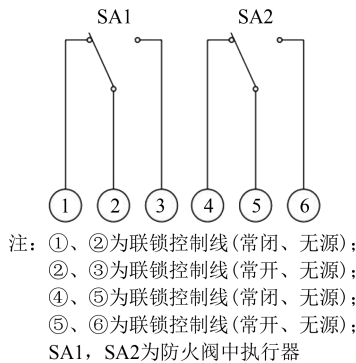 SA1 SA2
① ② ③ ④ ⑤ ⑥
注：①、②为联锁控制线(常闭、无源)；
②、③为联锁控制线(常开、无源)；
④、⑤为联锁控制线(常闭、无源)；
⑤、⑥为联锁控制线(常开、无源)；
SA1，SA2为防火阀中执行器